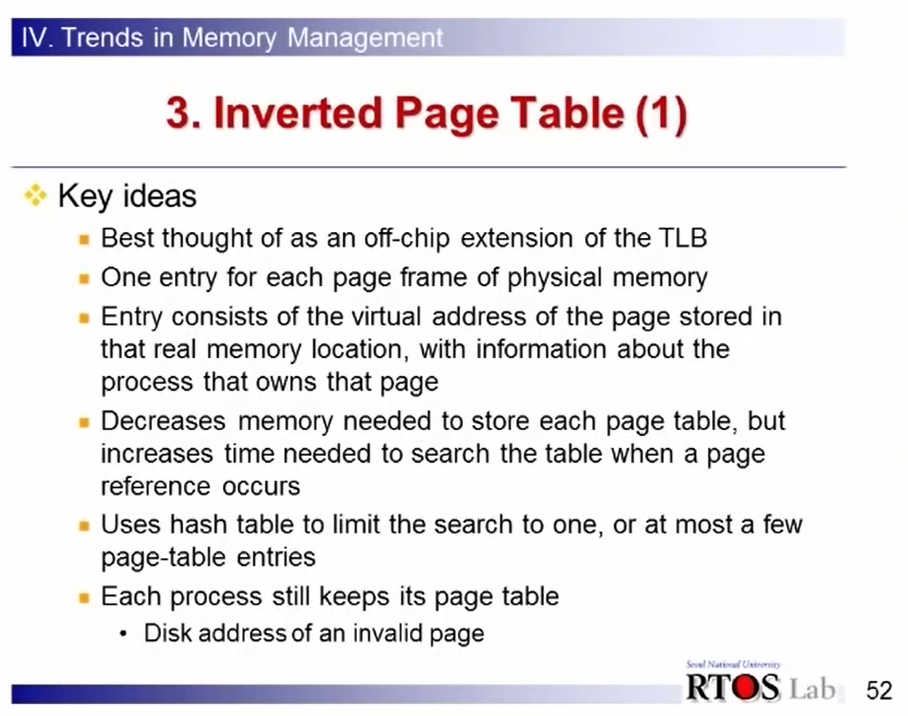 IV. Trends in Memory Management
3. Inverted Page Table (1)
Key ideas
Best thought of as an off-chip extension of the TLB
One entry for each page frame of physical memory
Entry consists of the virtual address of the page stored in
that real memory location, with information about the
process that owns that page
Decreases memory needed to store each page table, but
increases time needed to search the table when a page
reference occurs
Uses hash table to limit the search to one, or at most a few
page-table entries
Each process still keeps its page table
• Disk address of an invalid page
Seoul National University
RTOS Lab
52